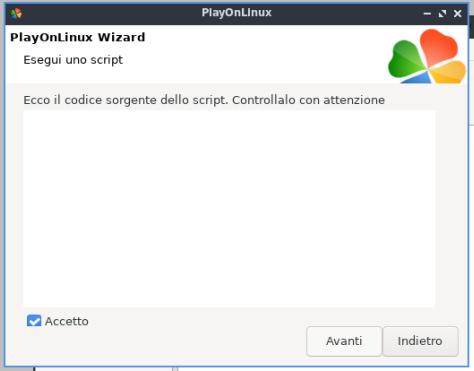 PlayOnLinux
PlayOnLinux Wizard
Esegui uno script
Ecco il codice sorgente dello script. Controllalo con attenzione
Accetto
Avanti
Indietro